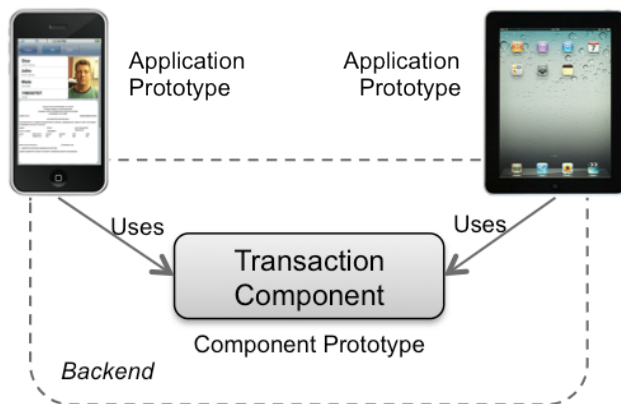 Application
Prototype
Application
Prototype
Uses
Uses
Transaction
Component
Component Prototype
Backend